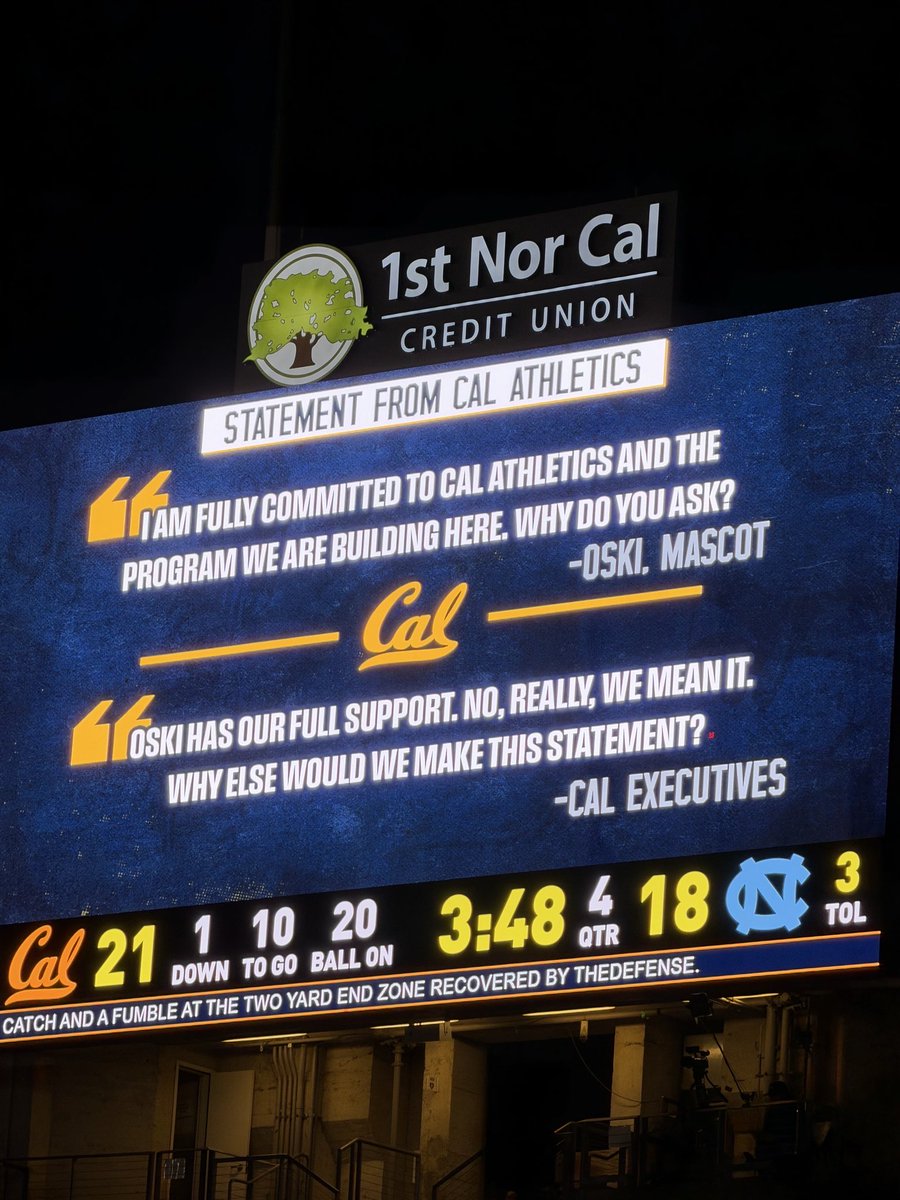 1st Nor Cal
CREDIT UNION
STATEMENT FROM CAL ATHLETICS
“I AM FULLY COMMITTED TO CAL ATHLETICS AND THE
PROGRAM WE ARE BUILDING HERE. WHY DO YOU ASK?
-OSKI, MASCOT
Cal
“OSKI HAS OUR FULL SUPPORT. NO, REALLY, WE MEAN IT.
WHY ELSE WOULD WE MAKE THIS STATEMENT?
-CAL EXECUTIVES
Cal 21 1 10 20 3:48 4 18 NC 3
DOWN TO GO BALL ON QTR TOL
CATCH AND A FUMBLE AT THE TWO YARD END ZONE RECOVERED BY THEDEFENSE.